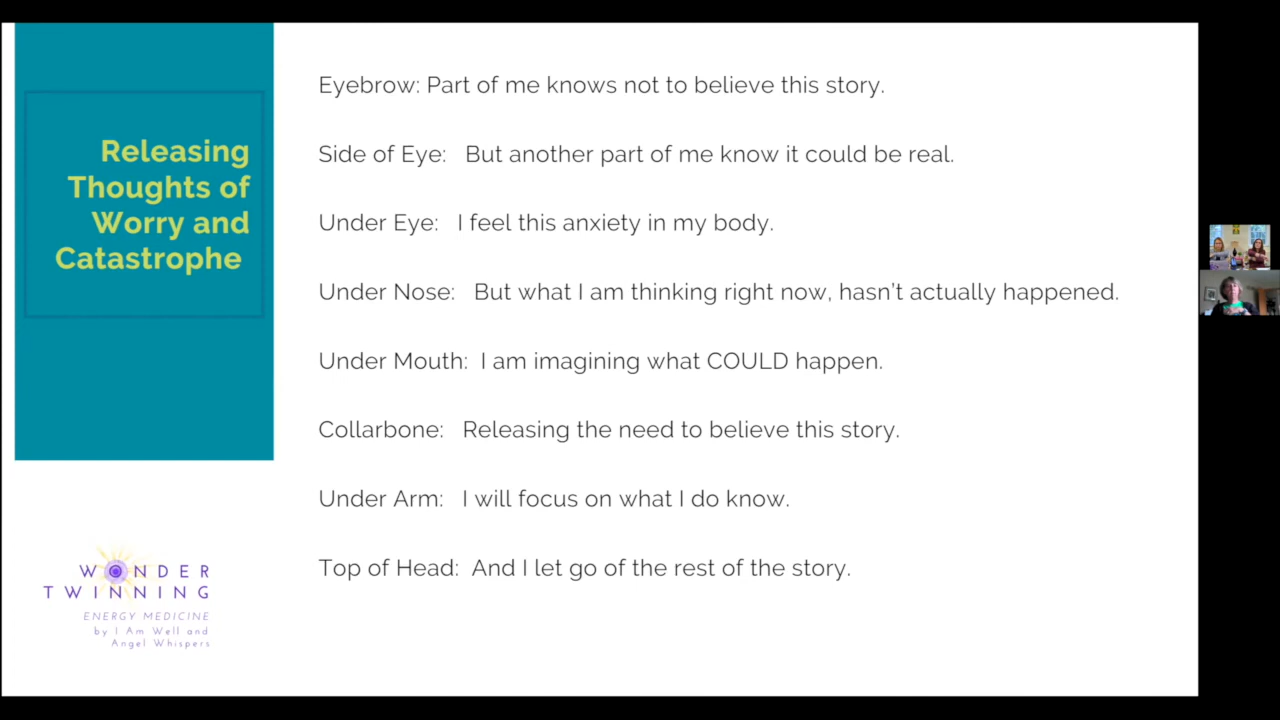 Releasing
Thoughts of
Worry and
Catastrophe
Eyebrow: Part of me knows not to believe this story.
Side of Eye: But another part of me know it could be real.
Under Eye: I feel this anxiety in my body.
Under Nose: But what I am thinking right now, hasn't actually happened.
Under Mouth: I am imagining what COULD happen.
Collarbone: Releasing the need to believe this story.
Under Arm: I will focus on what I do know.
Top of Head: And I let go of the rest of the story.
WONDER
TWINNING
ENERGY MEDICINE
by I Am Well and
Angel Whispers